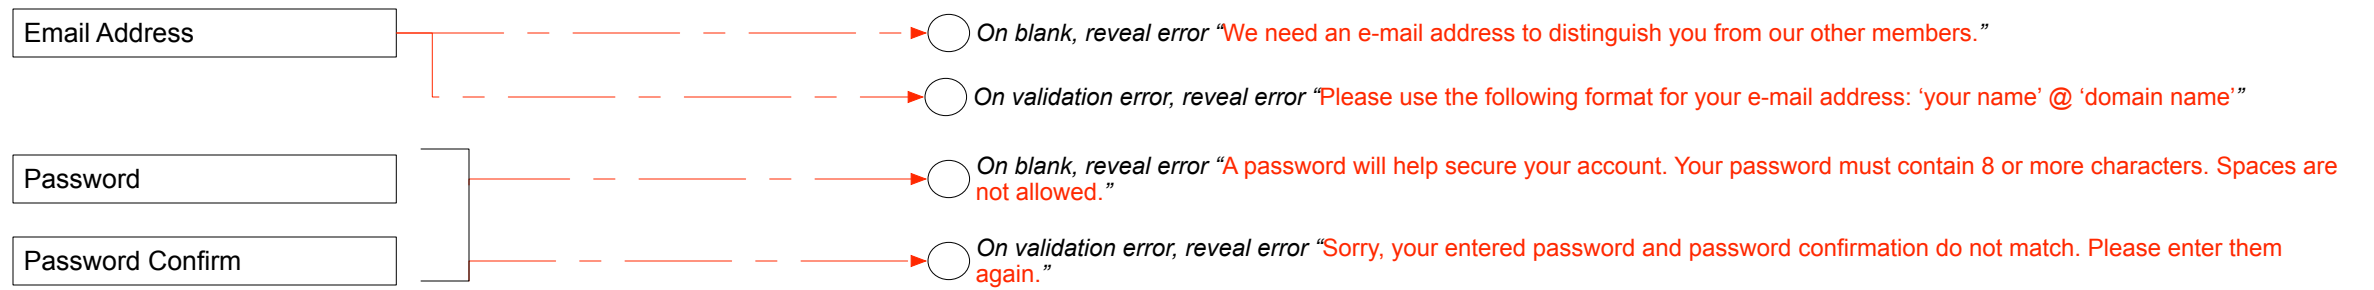 Email Address
On blank, reveal error “We need an e-mail address to distinguish you from our other members.”
On validation error, reveal error “Please use the following format for your e-mail address: ‘your name’ @ ‘domain name’”
Password
On blank, reveal error “A password will help secure your account. Your password must contain 8 or more characters. Spaces are
not allowed.”
Password Confirm
On validation error, reveal error “Sorry, your entered password and password confirmation do not match. Please enter them
again.”